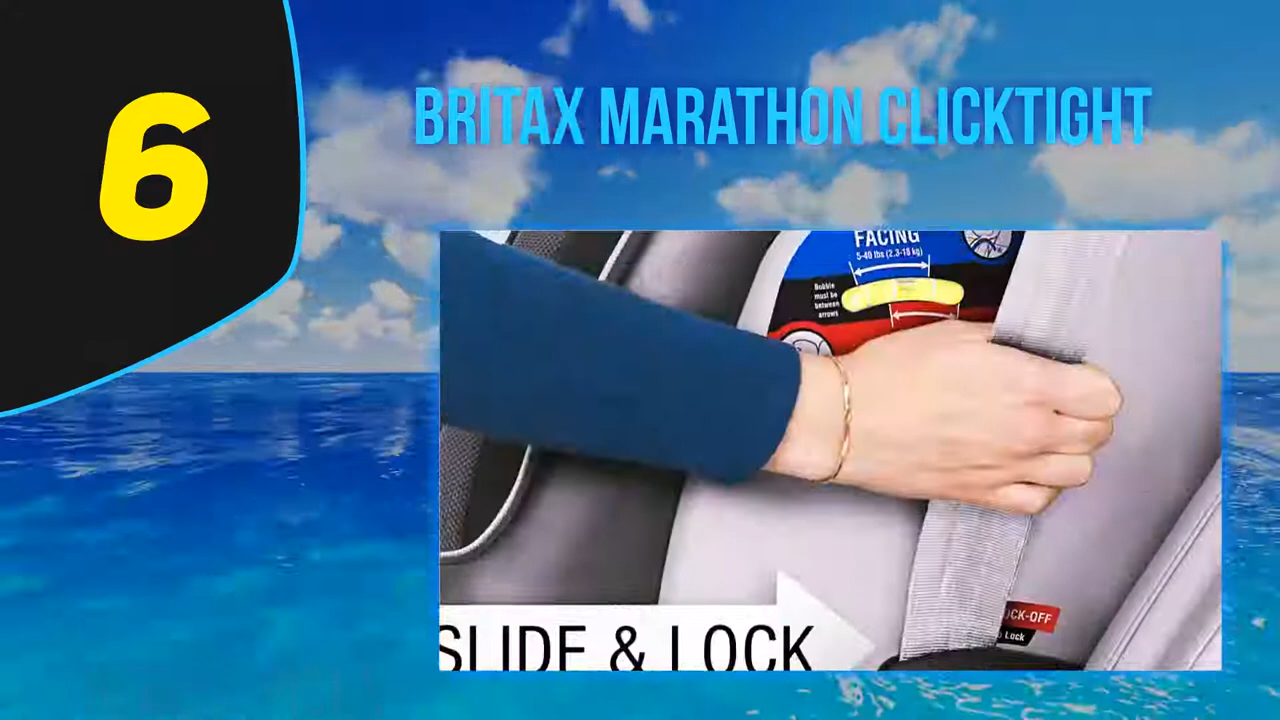 6
BRITAX MARATHON CLICKTIGHT
FACING
5-40 lbs (2.3-18 kg)
Bubble
must be
between
arrows
SLIDE & LOCK
OCK-OFF
Lock